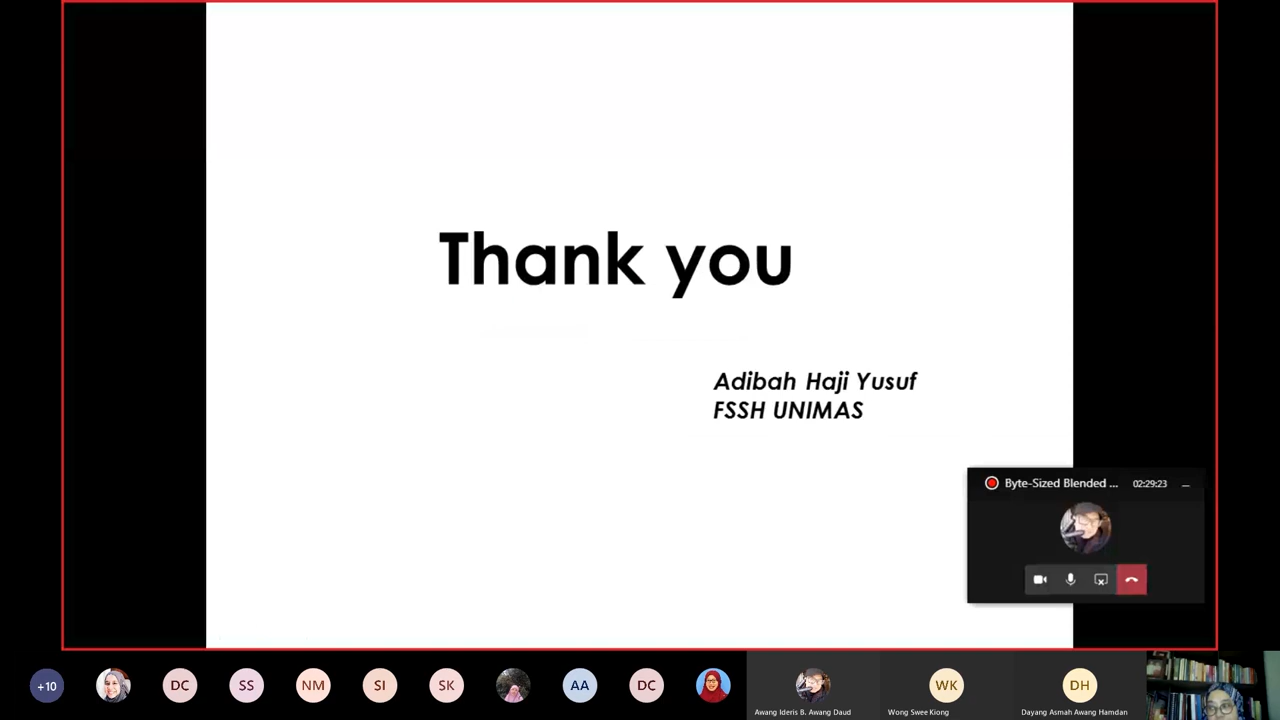 Thank you
Adibah Haji Yusuf
FSSH UNIMAS
Byte-Sized Blended ... 02:29:23
+10 DC SS NM SI SK AA DC WK DH
Awang Ideris B. Awang Daud Wong Swee Kiong Dayang Asmah Awang Hamdan